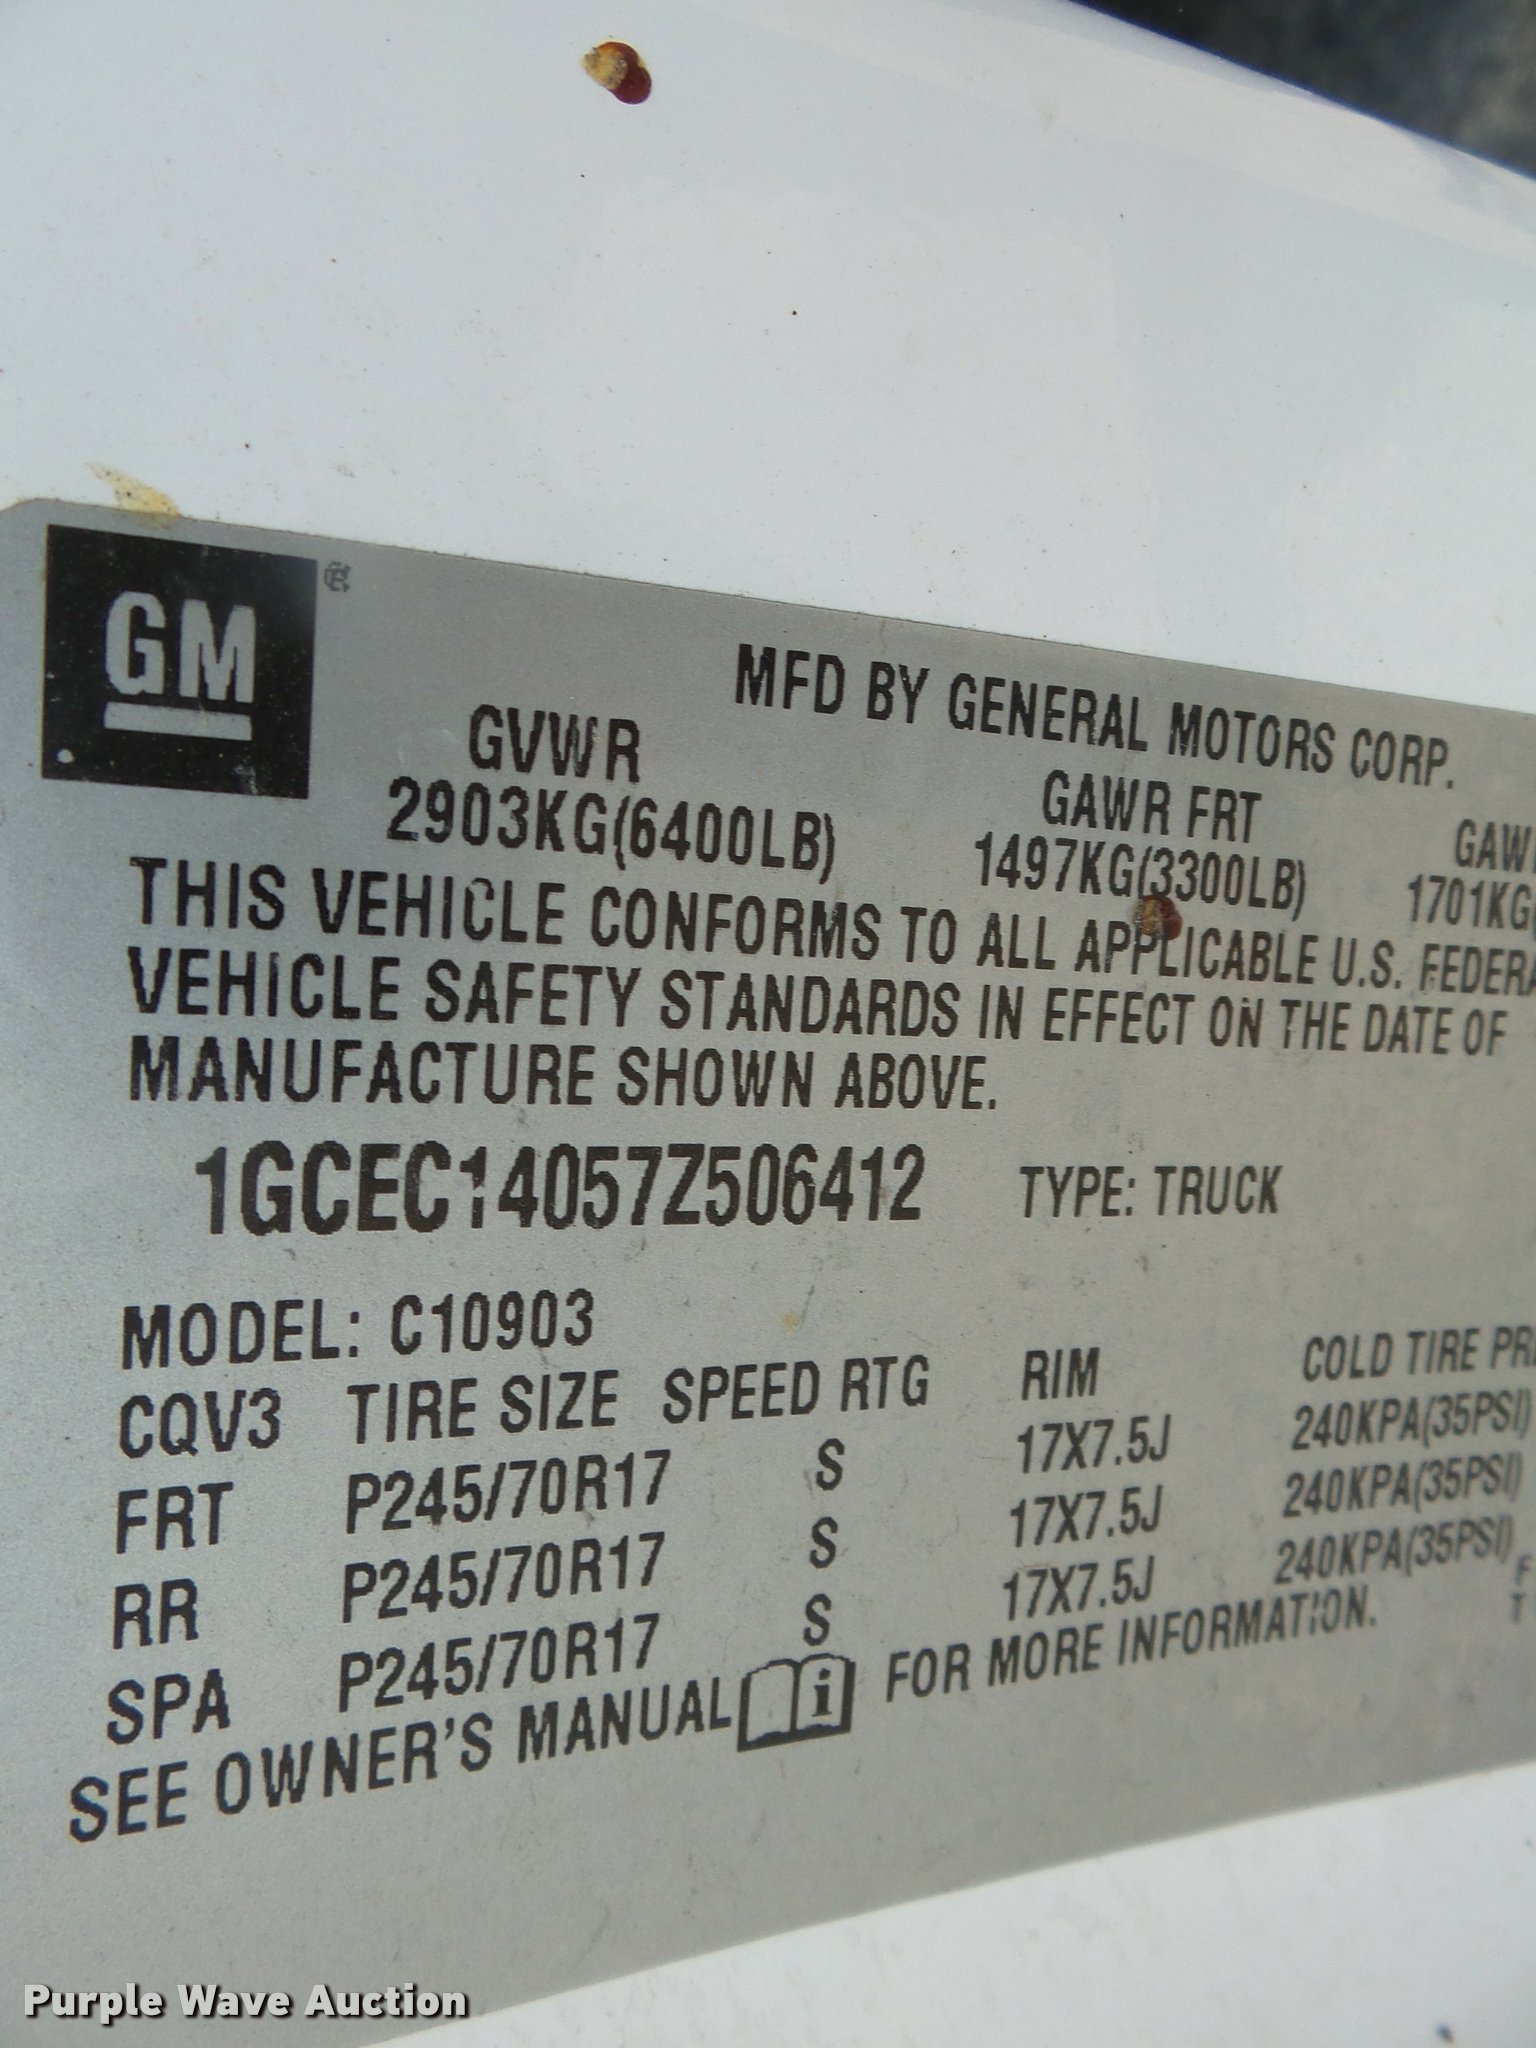 GM
MFD BY GENERAL MOTORS CORP.
GVWR GAWR FRT
2903KG(6400LB) 1497KG(3300LB) 1701KG(
THIS VEHICLE CONFORMS TO ALL APPLICABLE U.S.
VEHICLE SAFETY STANDARDS IN EFFECT ON THE DATE OF
MANUFACTURE SHOWN ABOVE.
1GCEC14057Z506412 TYPE: TRUCK
MODEL: C10903
CQV3 TIRE SIZE SPEED RTG RIM COLD TIRE
FRT P245/70R17 S 17X7.5J 240KPA(35PSI)
RR P245/70R17 S 17X7.5J 240KPA(35PSI)
SPA P245/70R17 S 17X7.5J 240KPA(35PSI)
SEE OWNER'S MANUAL i FOR MORE INFORMATION.
Purple Wave Auction